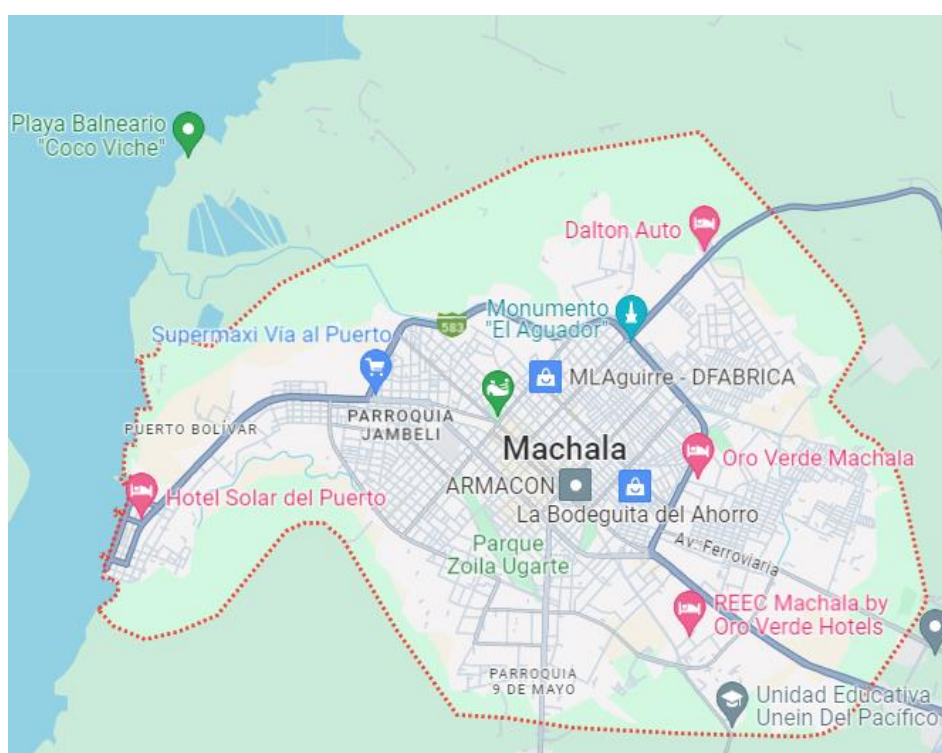 Playa Balneario
"Coco Viche"
Dalton Auto
Monumento
"El Aguador"
583
Supermaxi Vía al Puerto
MLAguirre - DFABRICA
PARROQUIA
JAMBELI
PUERTO BOLÍVAR
Machala
Oro Verde Machala
Hotel Solar del Puerto
ARMACON
La Bodeguita del Ahorro
Parque
Zoila Ugarte
Av. Ferroviaria
REEC Machala by
Oro Verde Hotels
PARROQUIA
9 DE MAYO
Unidad Educativa
Unein Del Pacífico